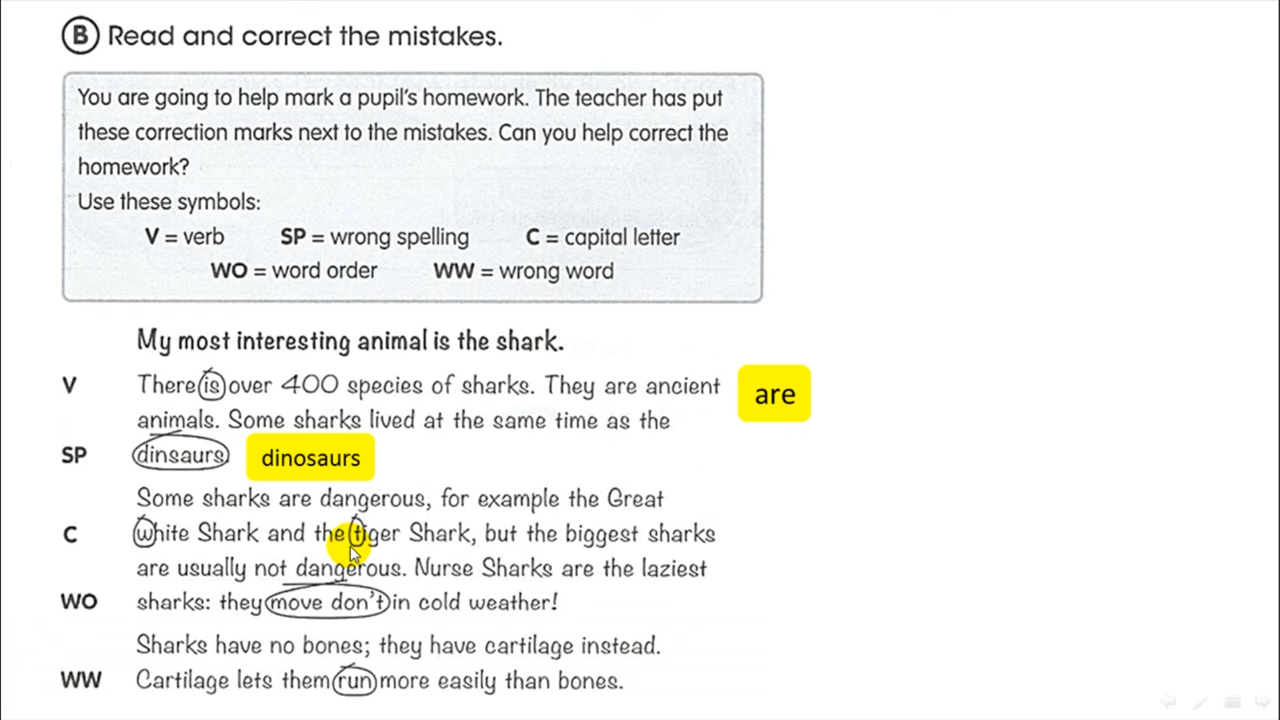 B Read and correct the mistakes.
You are going to help mark a pupil's homework. The teacher has put
these correction marks next to the mistakes. Can you help correct the
homework?
Use these symbols:
V = verb SP = wrong spelling C = capital letter
WO = word order WW = wrong word
My most interesting animal is the shark.
V There is over 400 species of sharks. They are ancient are
animals. Some sharks lived at the same time as the
SP dinsaurs dinosaurs
Some sharks are dangerous, for example the Great
C white Shark and the tiger Shark, but the biggest sharks
are usually not dangerous. Nurse Sharks are the laziest
WO sharks: they move don't in cold weather!
Sharks have no bones; they have cartilage instead.
WW Cartilage lets them run more easily than bones.